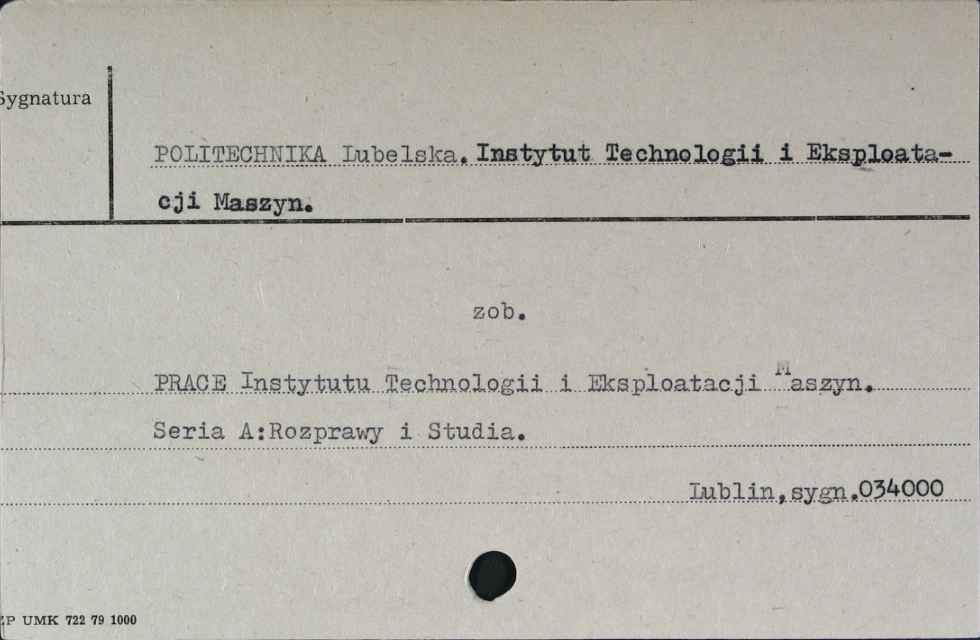 Sygnatura
POLITECHNIKA Lubelska. Instytut Technologii i Eksploata-
cji Maszyn.
zob.
PRACE Instytutu Technologii i Eksploatacji Maszyn.
Seria A:Rozprawy i Studia.
Lublin,sygn.034000
ZP UMK 722 79 1000